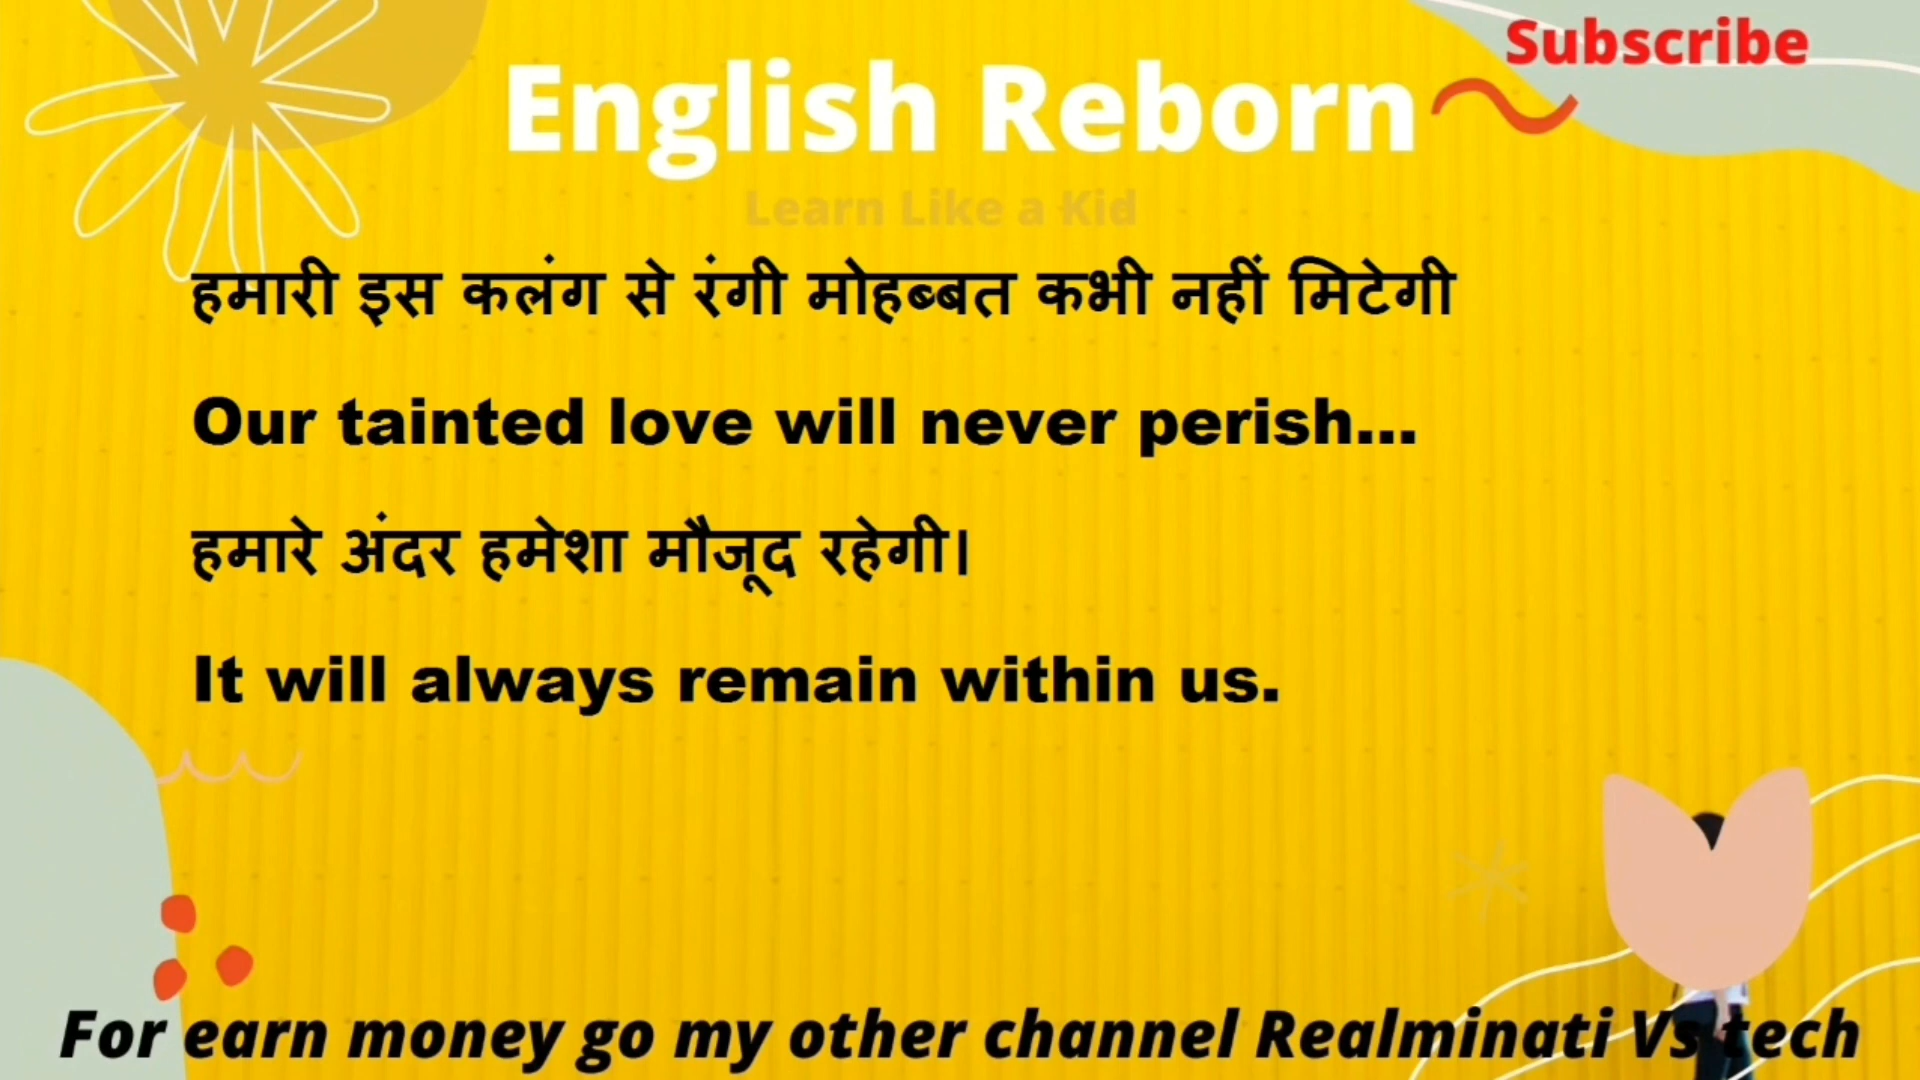 Subscribe
English Reborn
Learn Like a Kid
हमारी इस कलंग से रंगी मोहब्बत कभी नहीं मिटेगी
Our tainted love will never perish...
हमारे अंदर हमेशा मौजूद रहेगी।
It will always remain within us.
For earn money go my other channel Realminati Vs tech